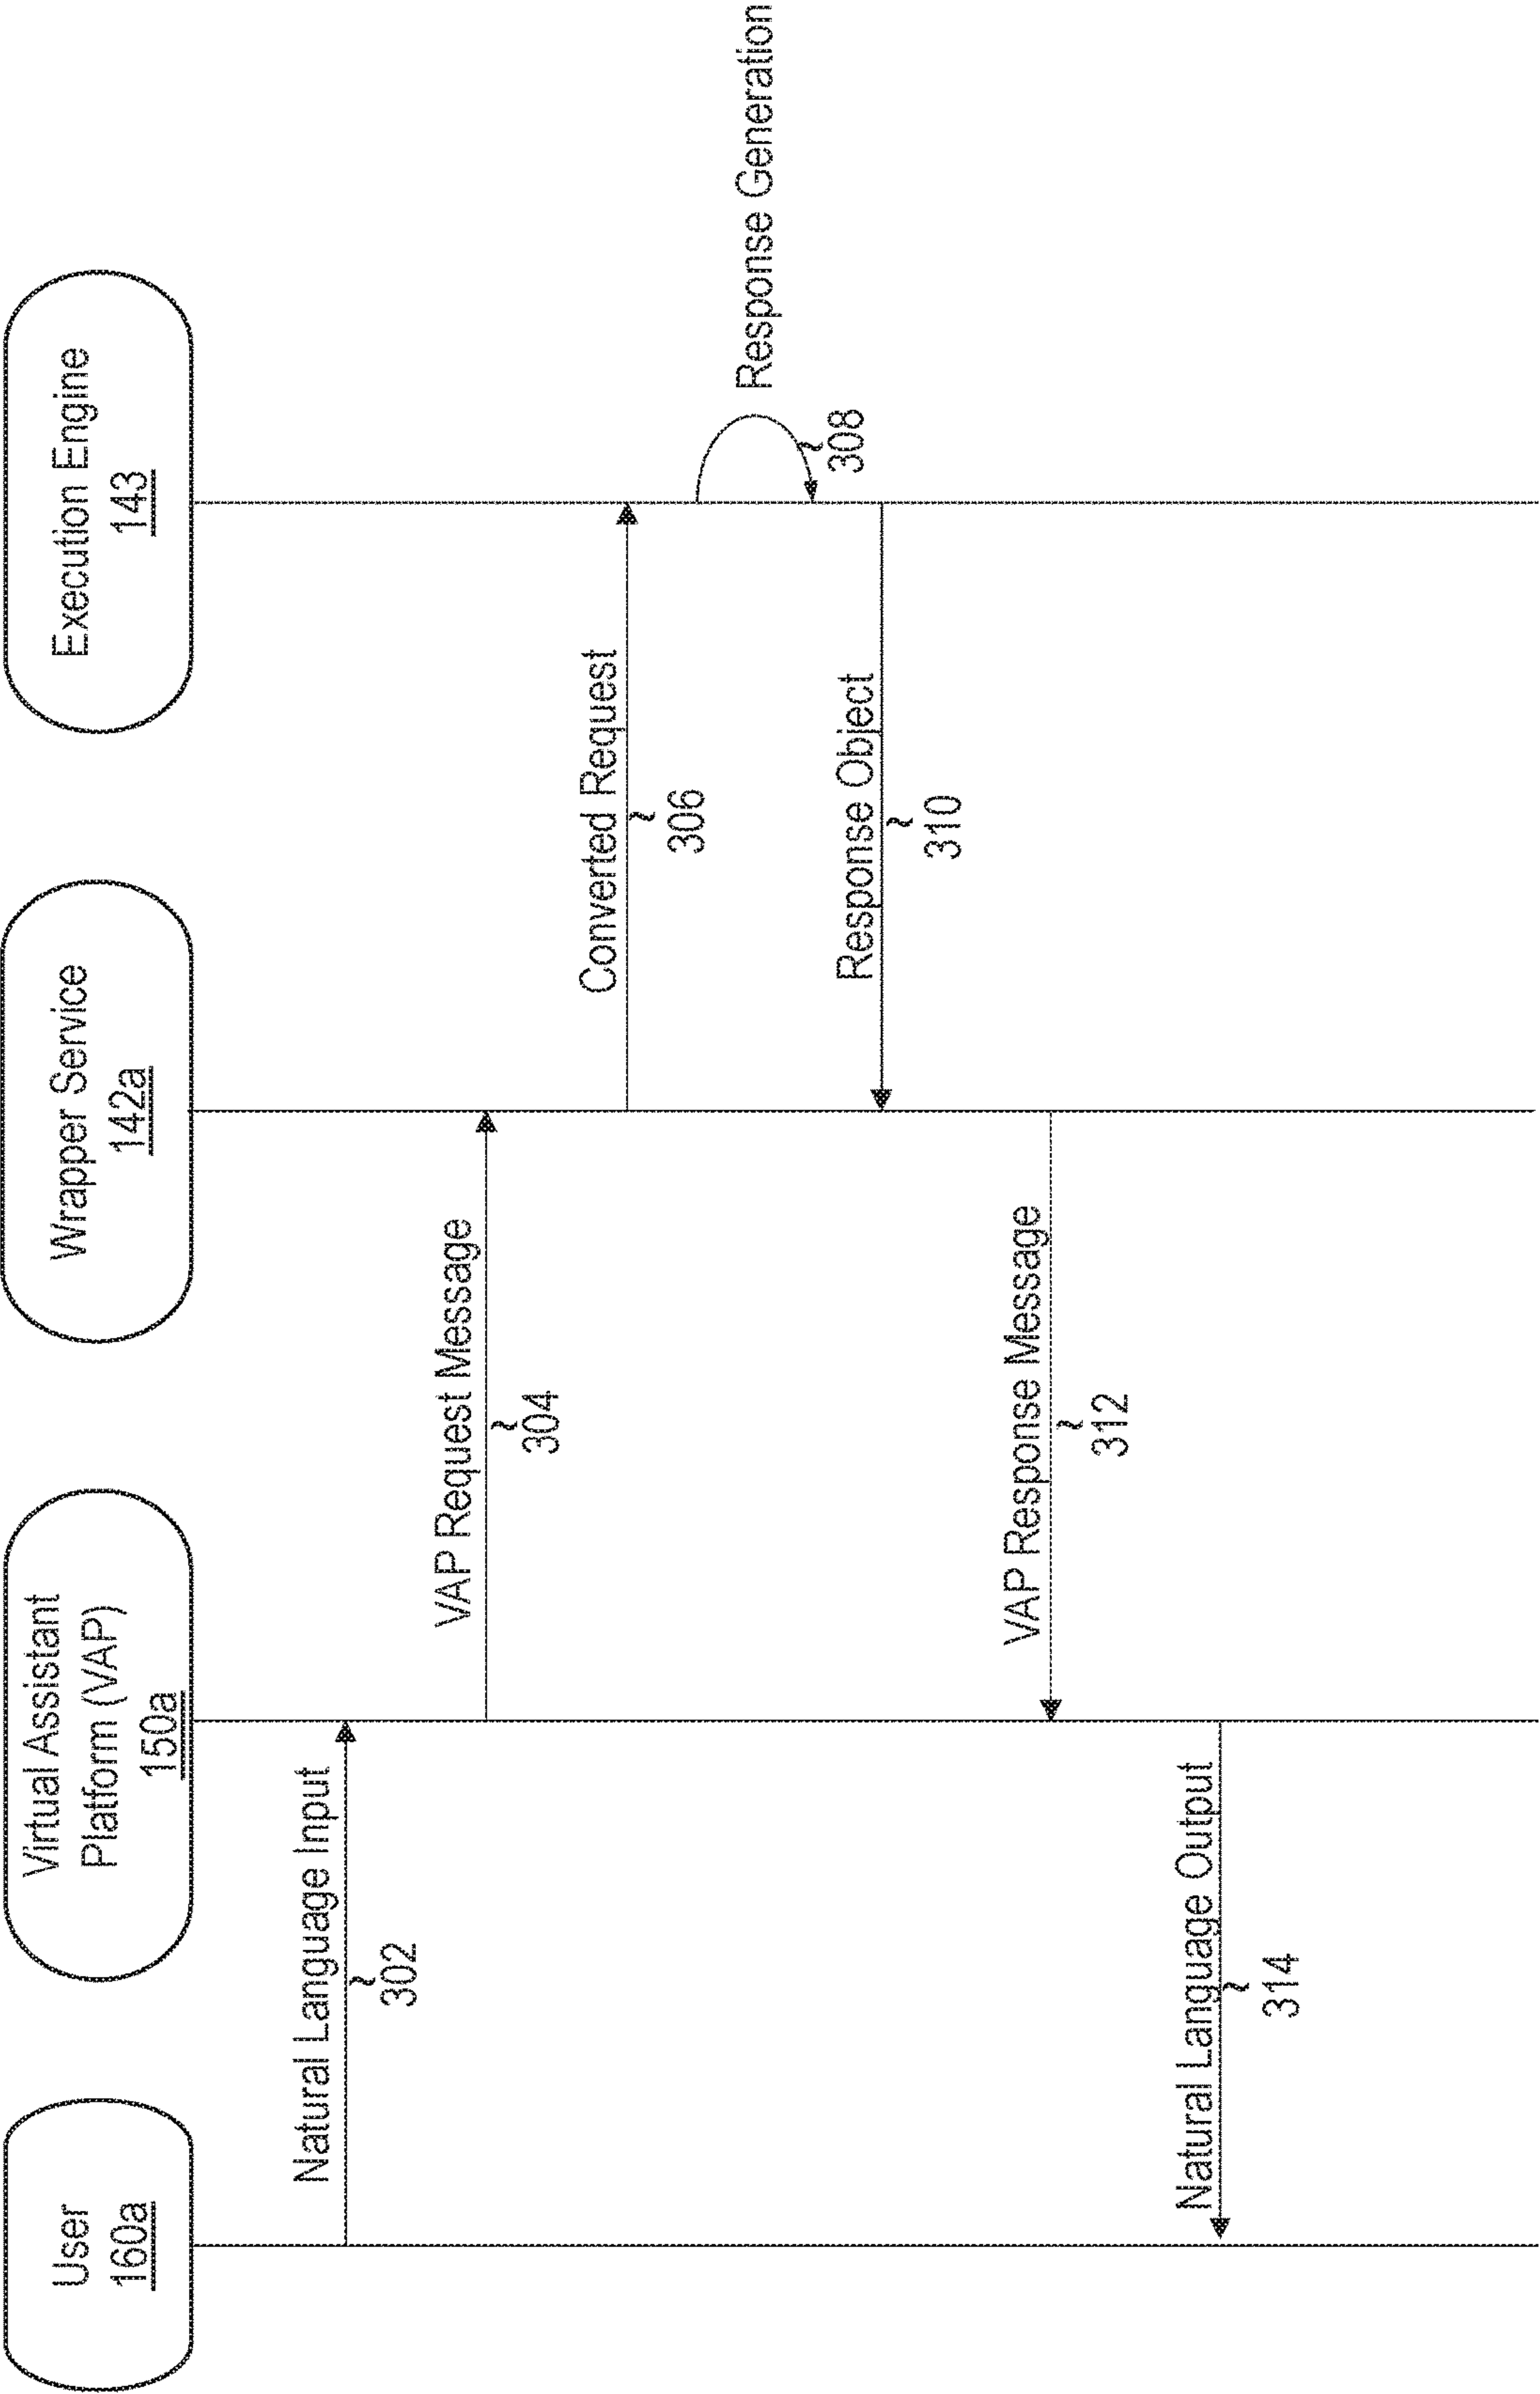 User
160a
Virtual Assistant
Platform (VAP)
150a
Wrapper Service
142a
Execution Engine
143
Natural Language Input
302
VAP Request Message
304
Converted Request
306
Response Generation
308
Response Object
310
VAP Response Message
312
Natural Language Output
314